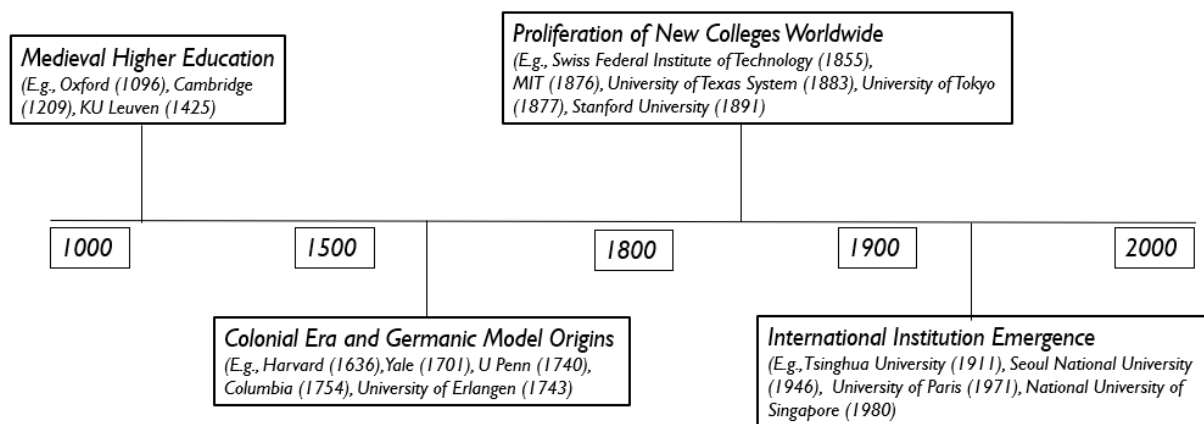 Medieval Higher Education
(E.g., Oxford (1096), Cambridge
(1209), KU Leuven (1425)
Proliferation of New Colleges Worldwide
(E.g., Swiss Federal Institute of Technology (1855),
MIT (1876), University of Texas System (1883), University of Tokyo
(1877), Stanford University (1891)
1000
1500
1800
1900
2000
Colonial Era and Germanic Model Origins
(E.g., Harvard (1636), Yale (1701), U Penn (1740),
Columbia (1754), University of Erlangen (1743)
International Institution Emergence
(E.g., Tsinghua University (1911), Seoul National University
(1946), University of Paris (1971), National University of
Singapore (1980)